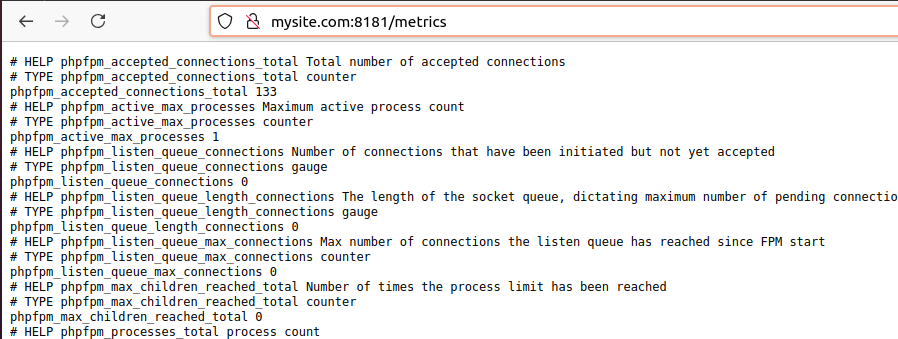 mysite.com:8181/metrics
# HELP phpfpm_accepted_connections_total Total number of accepted connections
# TYPE phpfpm_accepted_connections_total counter
phpfpm_accepted_connections_total 133
# HELP phpfpm_active_max_processes Maximum active process count
# TYPE phpfpm_active_max_processes counter
phpfpm_active_max_processes 1
# HELP phpfpm_listen_queue_connections Number of connections that have been initiated but not yet accepted
# TYPE phpfpm_listen_queue_connections gauge
phpfpm_listen_queue_connections 0
# HELP phpfpm_listen_queue_length_connections The length of the socket queue, dictating maximum number of pending connectio
# TYPE phpfpm_listen_queue_length_connections gauge
phpfpm_listen_queue_length_connections 0
# HELP phpfpm_listen_queue_max_connections Max number of connections the listen queue has reached since FPM start
# TYPE phpfpm_listen_queue_max_connections counter
phpfpm_listen_queue_max_connections 0
# HELP phpfpm_max_children_reached_total Number of times the process limit has been reached
# TYPE phpfpm_max_children_reached_total counter
phpfpm_max_children_reached_total 0
# HELP phpfpm_processes_total process count